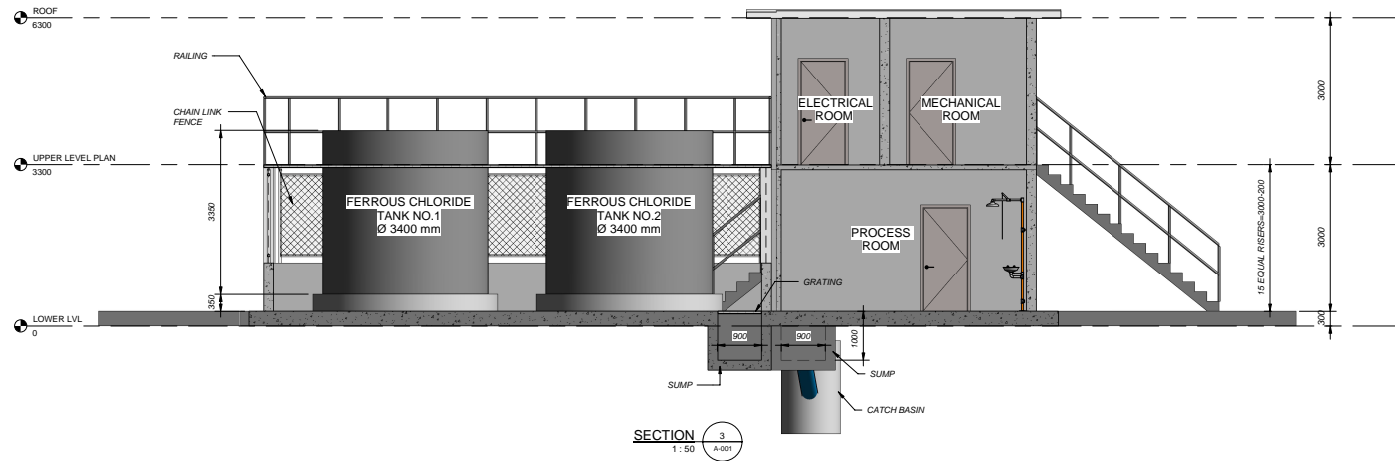 ROOF
6300
RAILING
CHAIN LINK
FENCE
UPPER LEVEL PLAN
3300
3350
350
LOWER LVL
0
FERROUS CHLORIDE
TANK NO.1
Ø 3400 mm
FERROUS CHLORIDE
TANK NO.2
Ø 3400 mm
ELECTRICAL
ROOM
MECHANICAL
ROOM
PROCESS
ROOM
GRATING
900
900
1000
SUMP
SUMP
CATCH BASIN
3000
15 EQUAL RISERS=3000-200
3000
300
SECTION
1 : 50
3
A-001